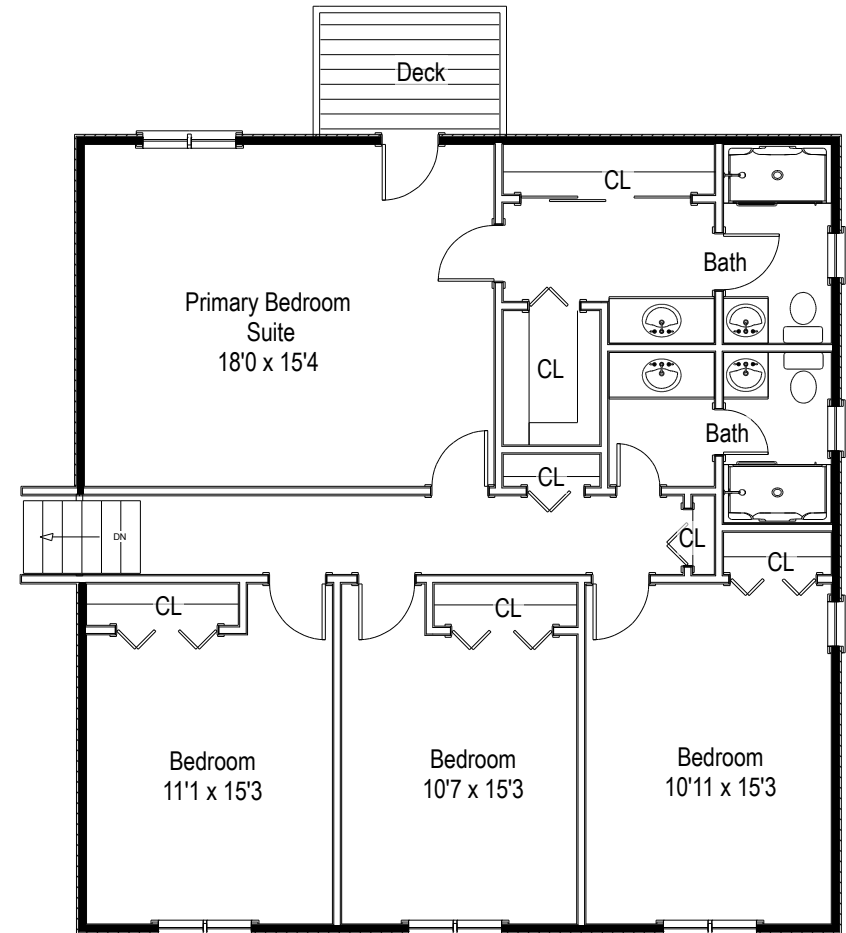 Deck
CL
Bath
Primary Bedroom
Suite
18'0 x 15'4
CL
Bath
CL
DN
CL
CL
CL
CL
Bedroom
11'1 x 15'3
Bedroom
10'7 x 15'3
Bedroom
10'11 x 15'3